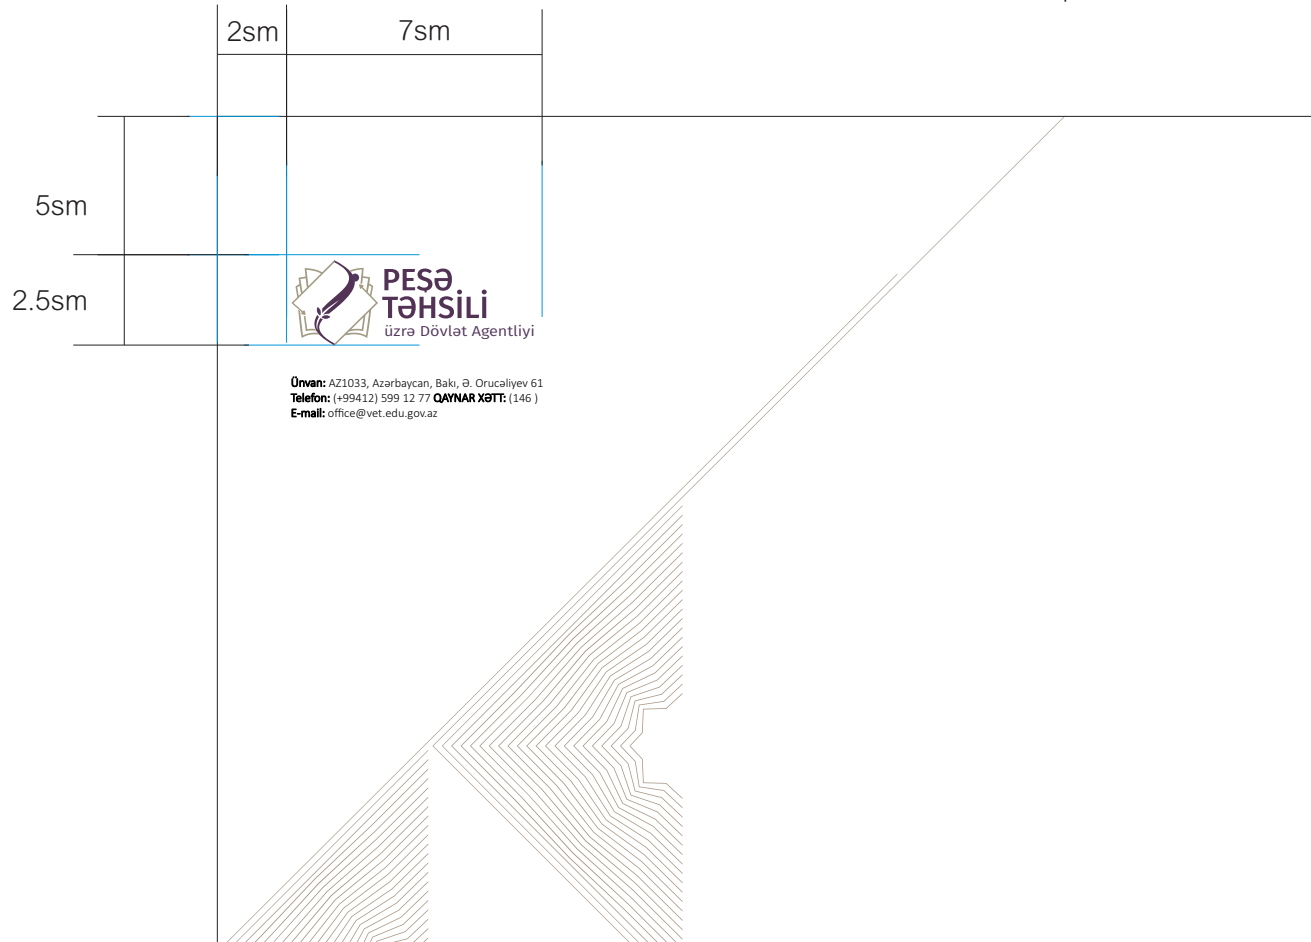 2sm 7sm
5sm
2.5sm
PEŞƏ
TƏHSİLİ
üzrə Dövlət Agentliyi
Ünvan: AZ1033, Azərbaycan, Bakı, Ə. Orucəliyev 61
Telefon: (+99412) 599 12 77 QAYNAR XƏTT: (146 )
E-mail: office@vet.edu.gov.az